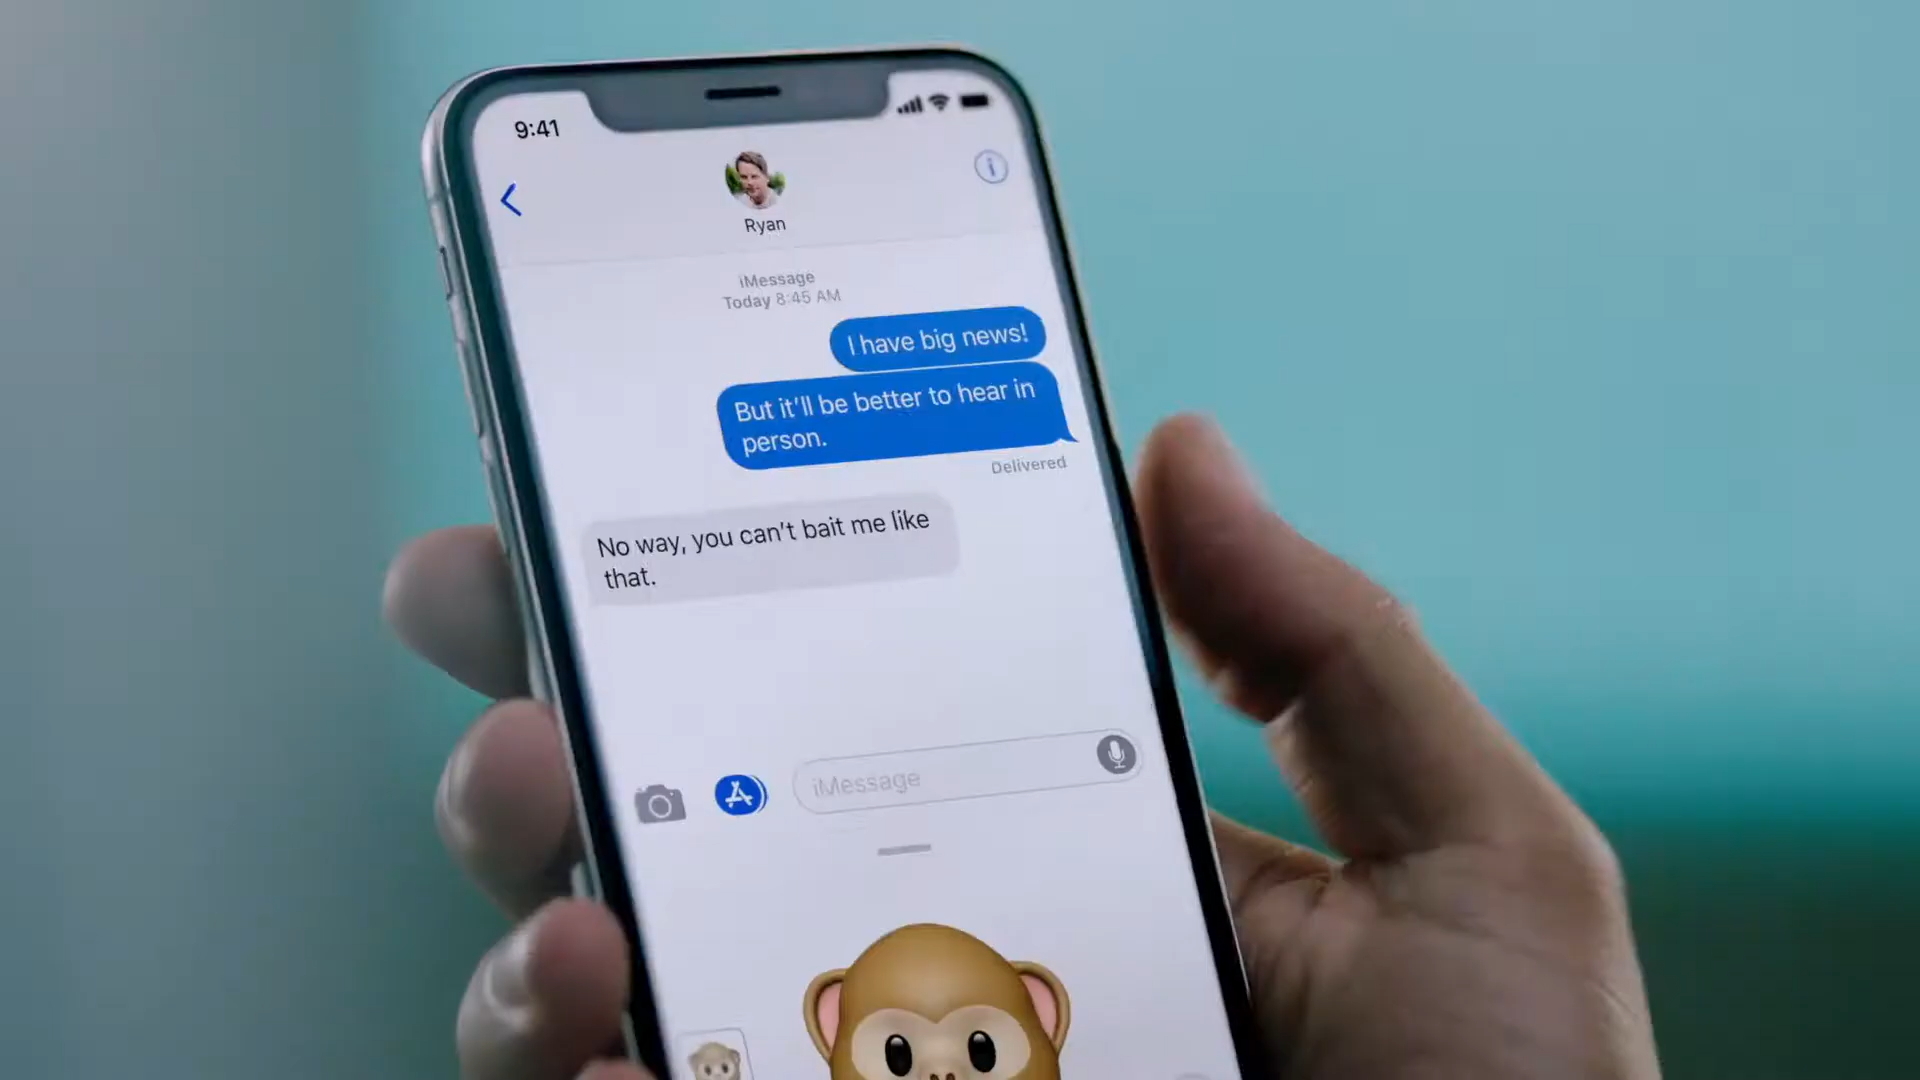 9:41
Ryan
iMessage
Today 8:45 AM
I have big news!
But it'll be better to hear in
person.
Delivered
No way, you can't bait me like
that.
iMessage